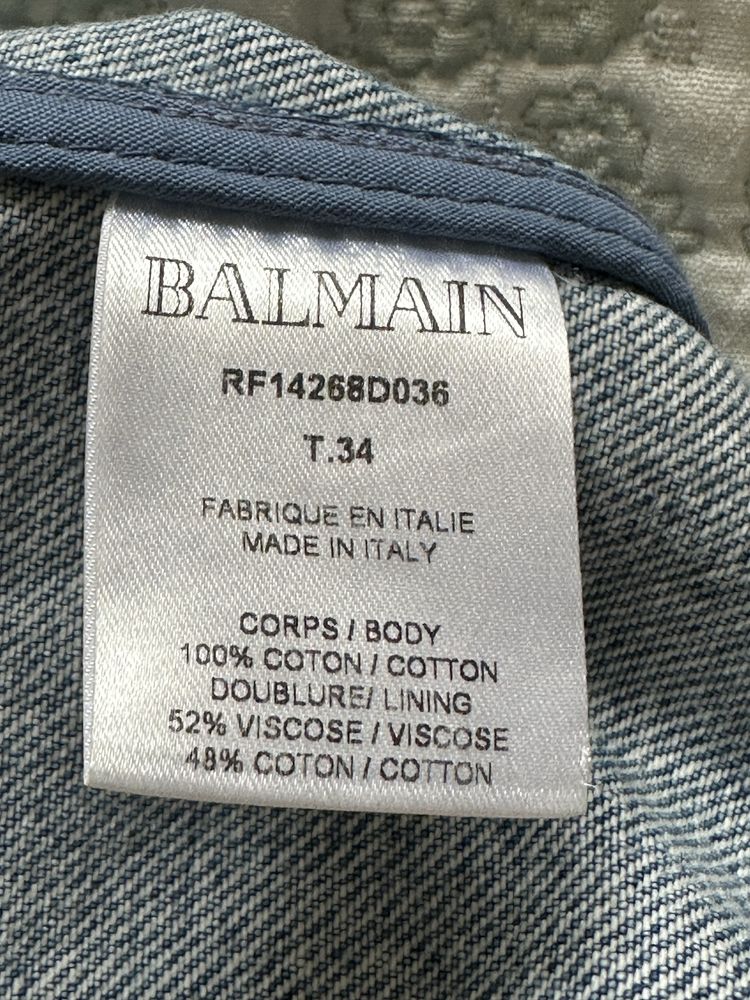 BALMAIN
RF14268D036
T.34
FABRIQUE EN ITALIE
MADE IN ITALY
CORPS / BODY
100% COTON / COTTON
DOUBLURE/ LINING
52% VISCOSE / VISCOSE
48% COTON / COTTON